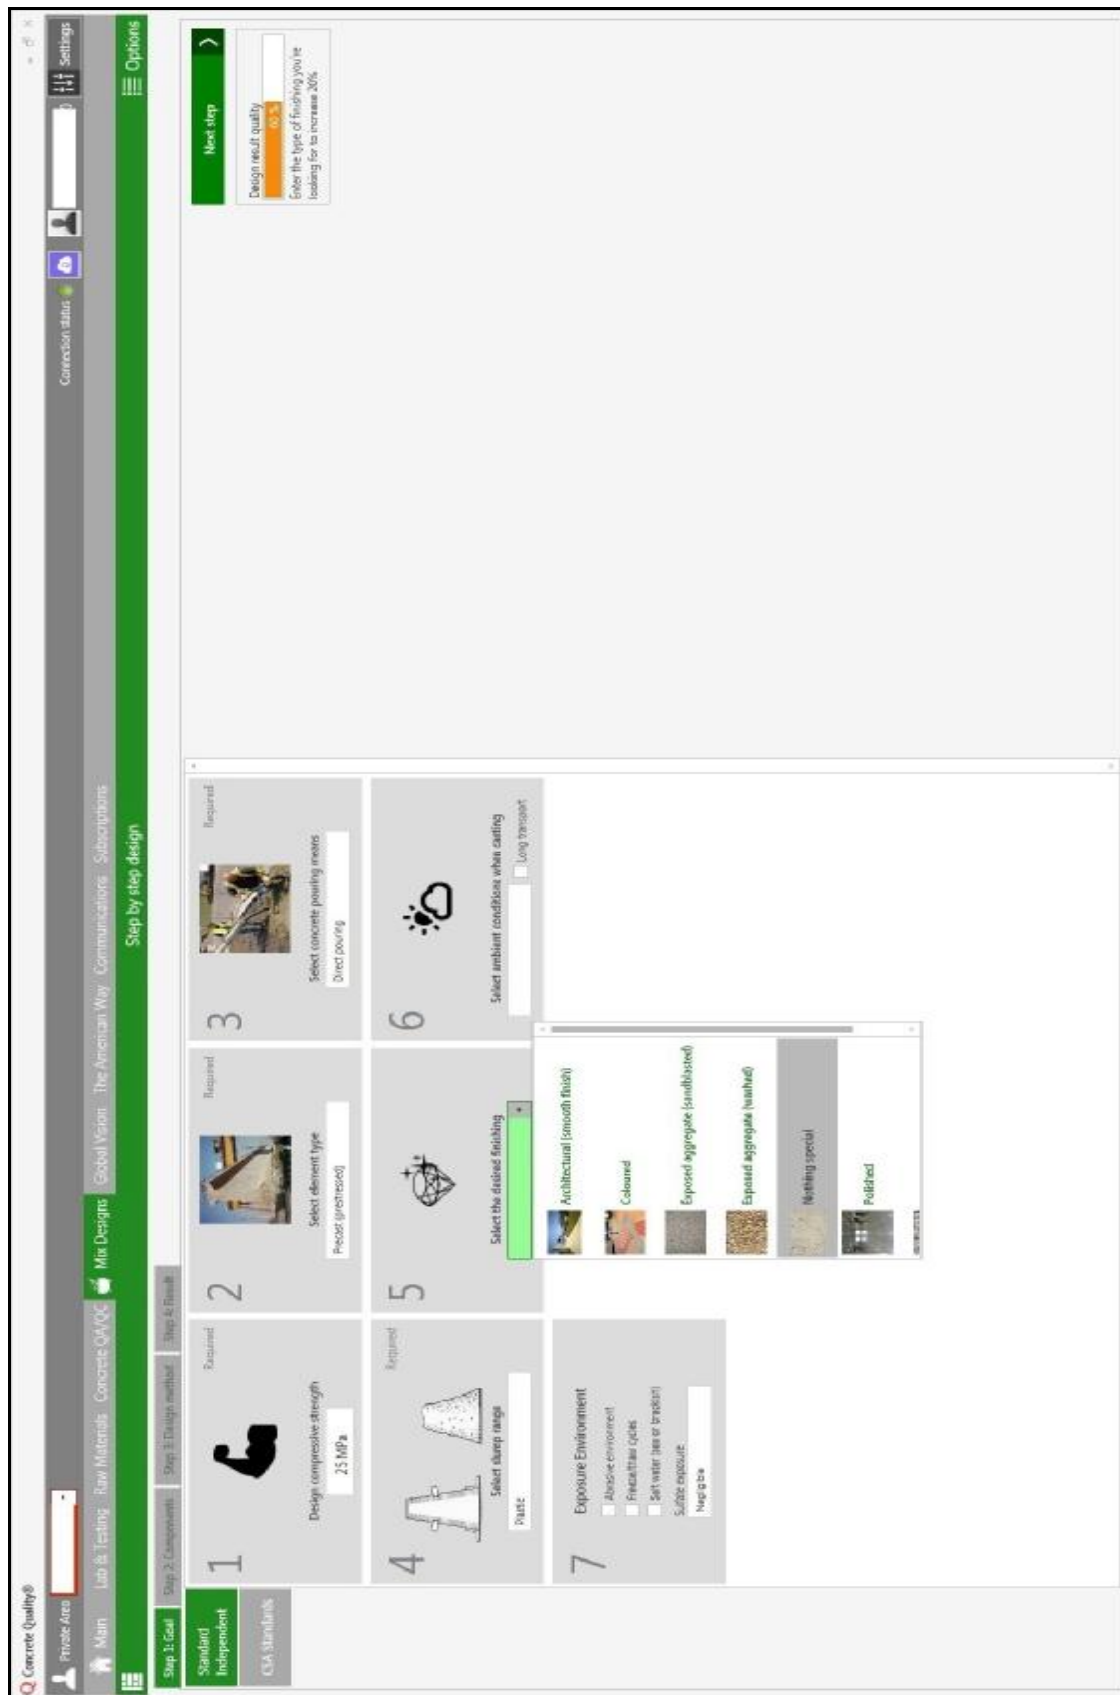 Q Concrete Quality®
Private Area
Connection status
Settings
Main
Lab & Testing
Raw Materials
Concrete QA/QC
Mix Designs
Global Vision
The American Way
Communications
Subscriptions
Step by step design
Options
Step 1: Goal
Step 2: Components
Step 3: Design method
Step 4: Result
Standard
Independent
CSA Standards
1
Required
Design compressive strength
25 MPa
2
Required
Select element type
Precast (prestressed)
3
Required
Select concrete pouring means
Direct pouring
4
Required
Select slump range
Plastic
5
Select the desired finishing
Architectural (smooth finish)
Coloured
Exposed aggregate (sandblasted)
Exposed aggregate (washed)
Nothing special
Polished
6
Select ambient conditions when casting
Long transport
7
Exposure Environment
Abrasive environment
Freeze/thaw cycles
Salt water (sea or brackish)
Sulfate exposure
Negligible
Next step
Design result quality
60 %
Enter the type of finishing you're
looking for to increase 20%